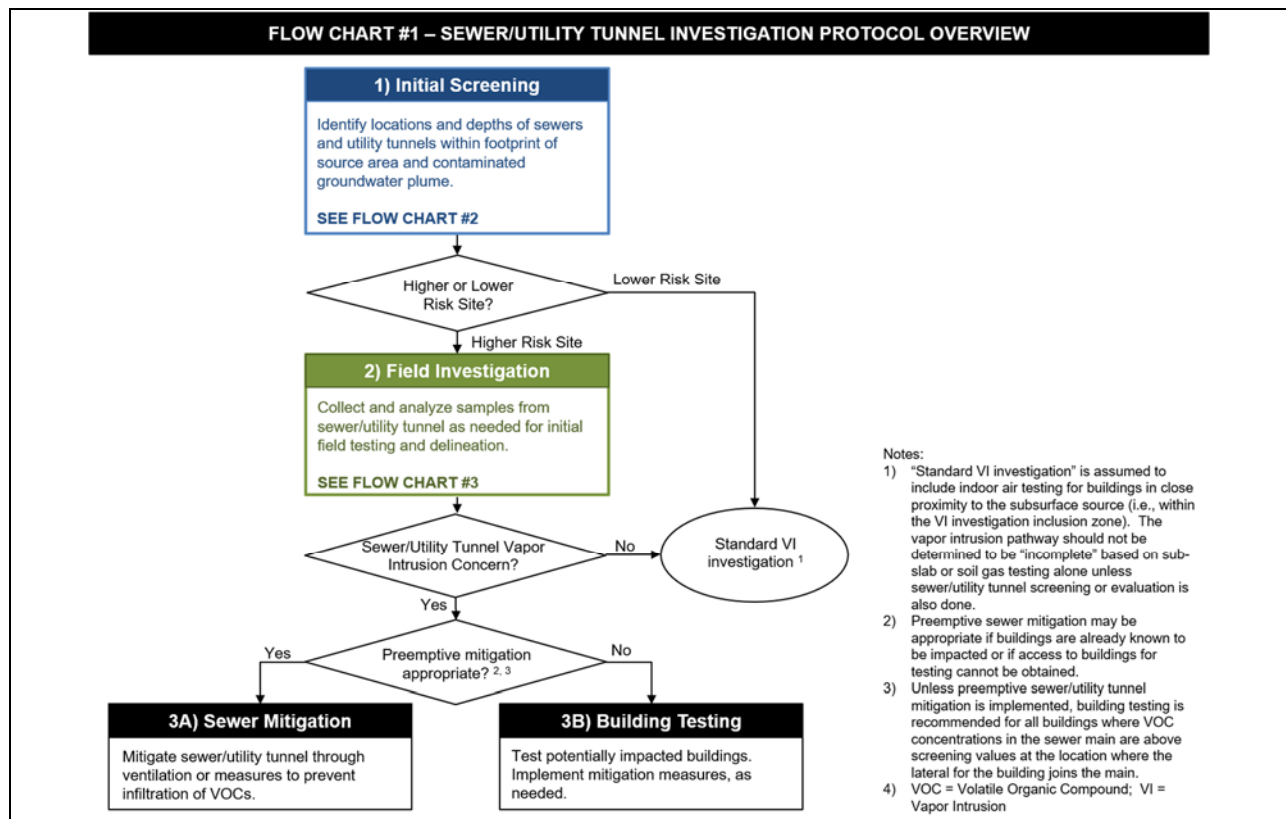 FLOW CHART #1 – SEWER/UTILITY TUNNEL INVESTIGATION PROTOCOL OVERVIEW
1) Initial Screening
Identify locations and depths of sewers
and utility tunnels within footprint of
source area and contaminated
groundwater plume.
SEE FLOW CHART #2
Higher or Lower
Risk Site?
Lower Risk Site
Higher Risk Site
2) Field Investigation
Collect and analyze samples from
sewer/utility tunnel as needed for initial
field testing and delineation.
SEE FLOW CHART #3
Sewer/Utility Tunnel Vapor
Intrusion Concern?
No
Standard VI
investigation 1
Yes
Preemptive mitigation
appropriate? 2, 3
Yes
No
3A) Sewer Mitigation
Mitigate sewer/utility tunnel through
ventilation or measures to prevent
infiltration of VOCs.
3B) Building Testing
Test potentially impacted buildings.
Implement mitigation measures, as
needed.
Notes:
1) “Standard VI investigation” is assumed to
include indoor air testing for buildings in close
proximity to the subsurface source (i.e., within
the VI investigation inclusion zone). The
vapor intrusion pathway should not be
determined to be “incomplete” based on sub-
slab or soil gas testing alone unless
sewer/utility tunnel screening or evaluation is
also done.
2) Preemptive sewer mitigation may be
appropriate if buildings are already known to
be impacted or if access to buildings for
testing cannot be obtained.
3) Unless preemptive sewer/utility tunnel
mitigation is implemented, building testing is
recommended for all buildings where VOC
concentrations in the sewer main are above
screening values at the location where the
lateral for the building joins the main.
4) VOC = Volatile Organic Compound; VI =
Vapor Intrusion